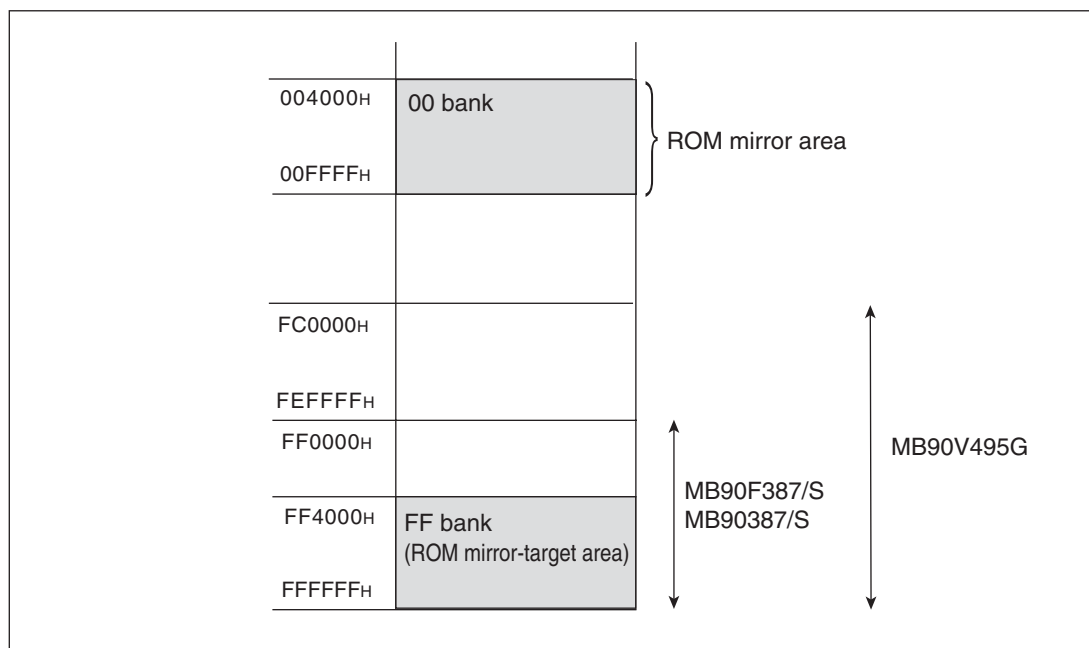 004000H
00 bank
ROM mirror area
00FFFFH
FC0000H
FEFFFFH
FF0000H
MB90V495G
MB90F387/S
MB90387/S
FF4000H
FF bank
(ROM mirror-target area)
FFFFFFH